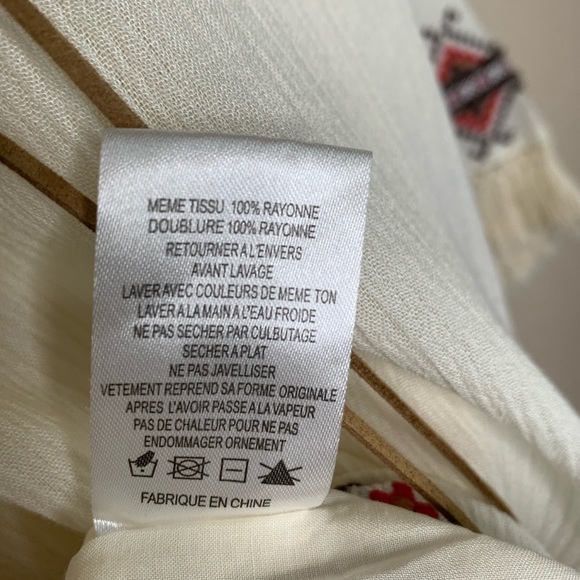 MEME TISSU 100% RAYONNE
DOUBLURE 100% RAYONNE
RETOURNER A L'ENVERS
AVANT LAVAGE
LAVER AVEC COULEURS DE MEME TON
LAVER A LA MAIN A L'EAU FROIDE
NE PAS SECHER PAR CULBUTAGE
SECHER A PLAT
NE PAS JAVELLISER
VETEMENT REPREND SA FORME ORIGINALE
APRES L'AVOIR PASSE A LA VAPEUR
PAS DE CHALEUR POUR NE PAS
ENDOMMAGER ORNEMENT
FABRIQUE EN CHINE